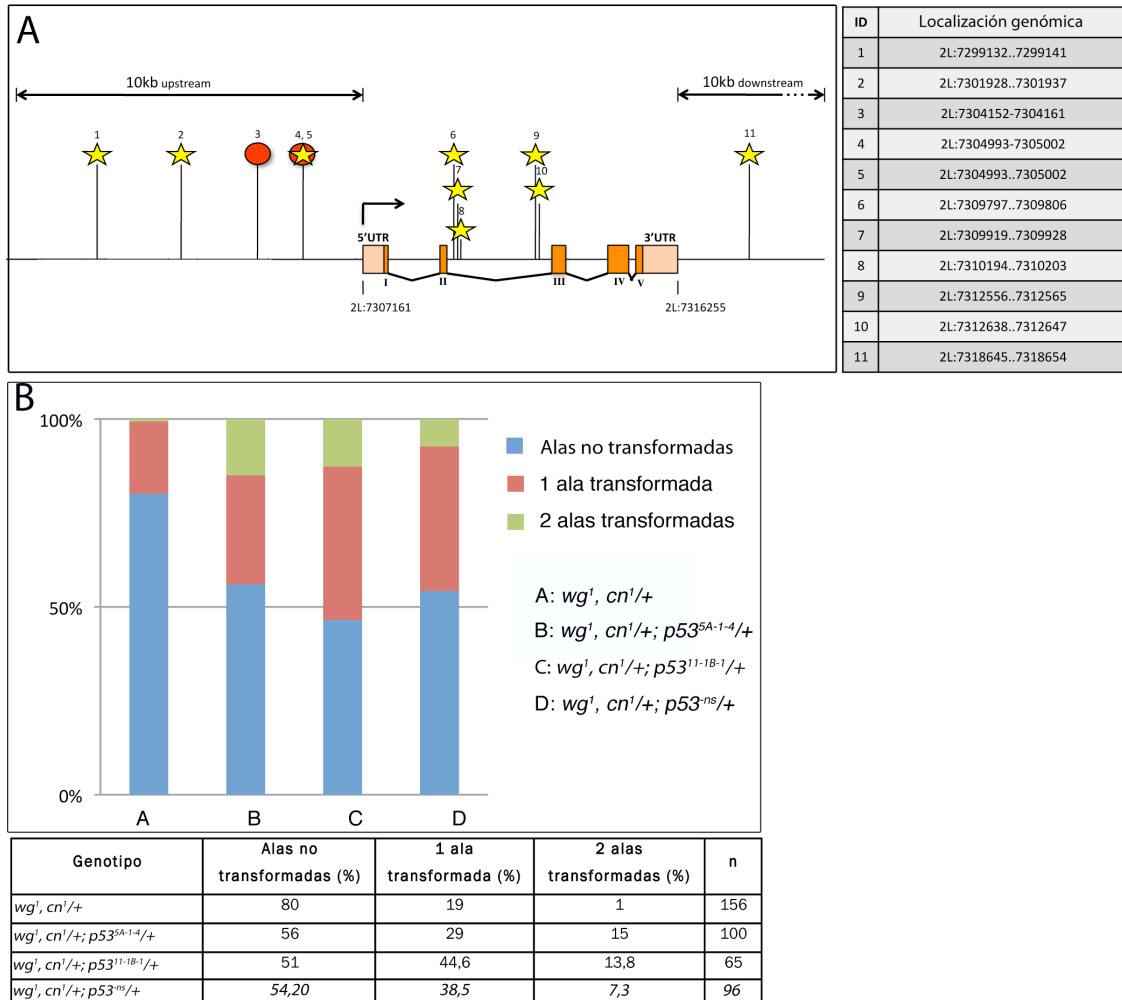 A
10kb upstream
10kb downstream
1
2
3
4, 5
6
7
8
9
10
11
5'UTR
3'UTR
I
II
III
IV
V
2L:7307161
2L:7316255
ID Localización genómica
1 2L:7299132..7299141
2 2L:7301928..7301937
3 2L:7304152-7304161
4 2L:7304993-7305002
5 2L:7304993..7305002
6 2L:7309797..7309806
7 2L:7309919..7309928
8 2L:7310194..7310203
9 2L:7312556..7312565
10 2L:7312638..7312647
11 2L:7318645..7318654
B
100%
50%
0%
A B C D
Alas no transformadas
1 ala transformada
2 alas transformadas
A: wg¹, cn¹/+
B: wg¹, cn¹/+; p53⁵ᴬ⁻¹⁻⁴/+
C: wg¹, cn¹/+; p53¹¹⁻¹ᴮ⁻¹/+
D: wg¹, cn¹/+; p53⁻ⁿˢ/+
Genotipo Alas no transformadas (%) 1 ala transformada (%) 2 alas transformadas (%) n
wg¹, cn¹/+ 80 19 1 156
wg¹, cn¹/+; p53⁵ᴬ⁻¹⁻⁴/+ 56 29 15 100
wg¹, cn¹/+; p53¹¹⁻¹ᴮ⁻¹/+ 51 44,6 13,8 65
wg¹, cn¹/+; p53⁻ⁿˢ/+ 54,20 38,5 7,3 96